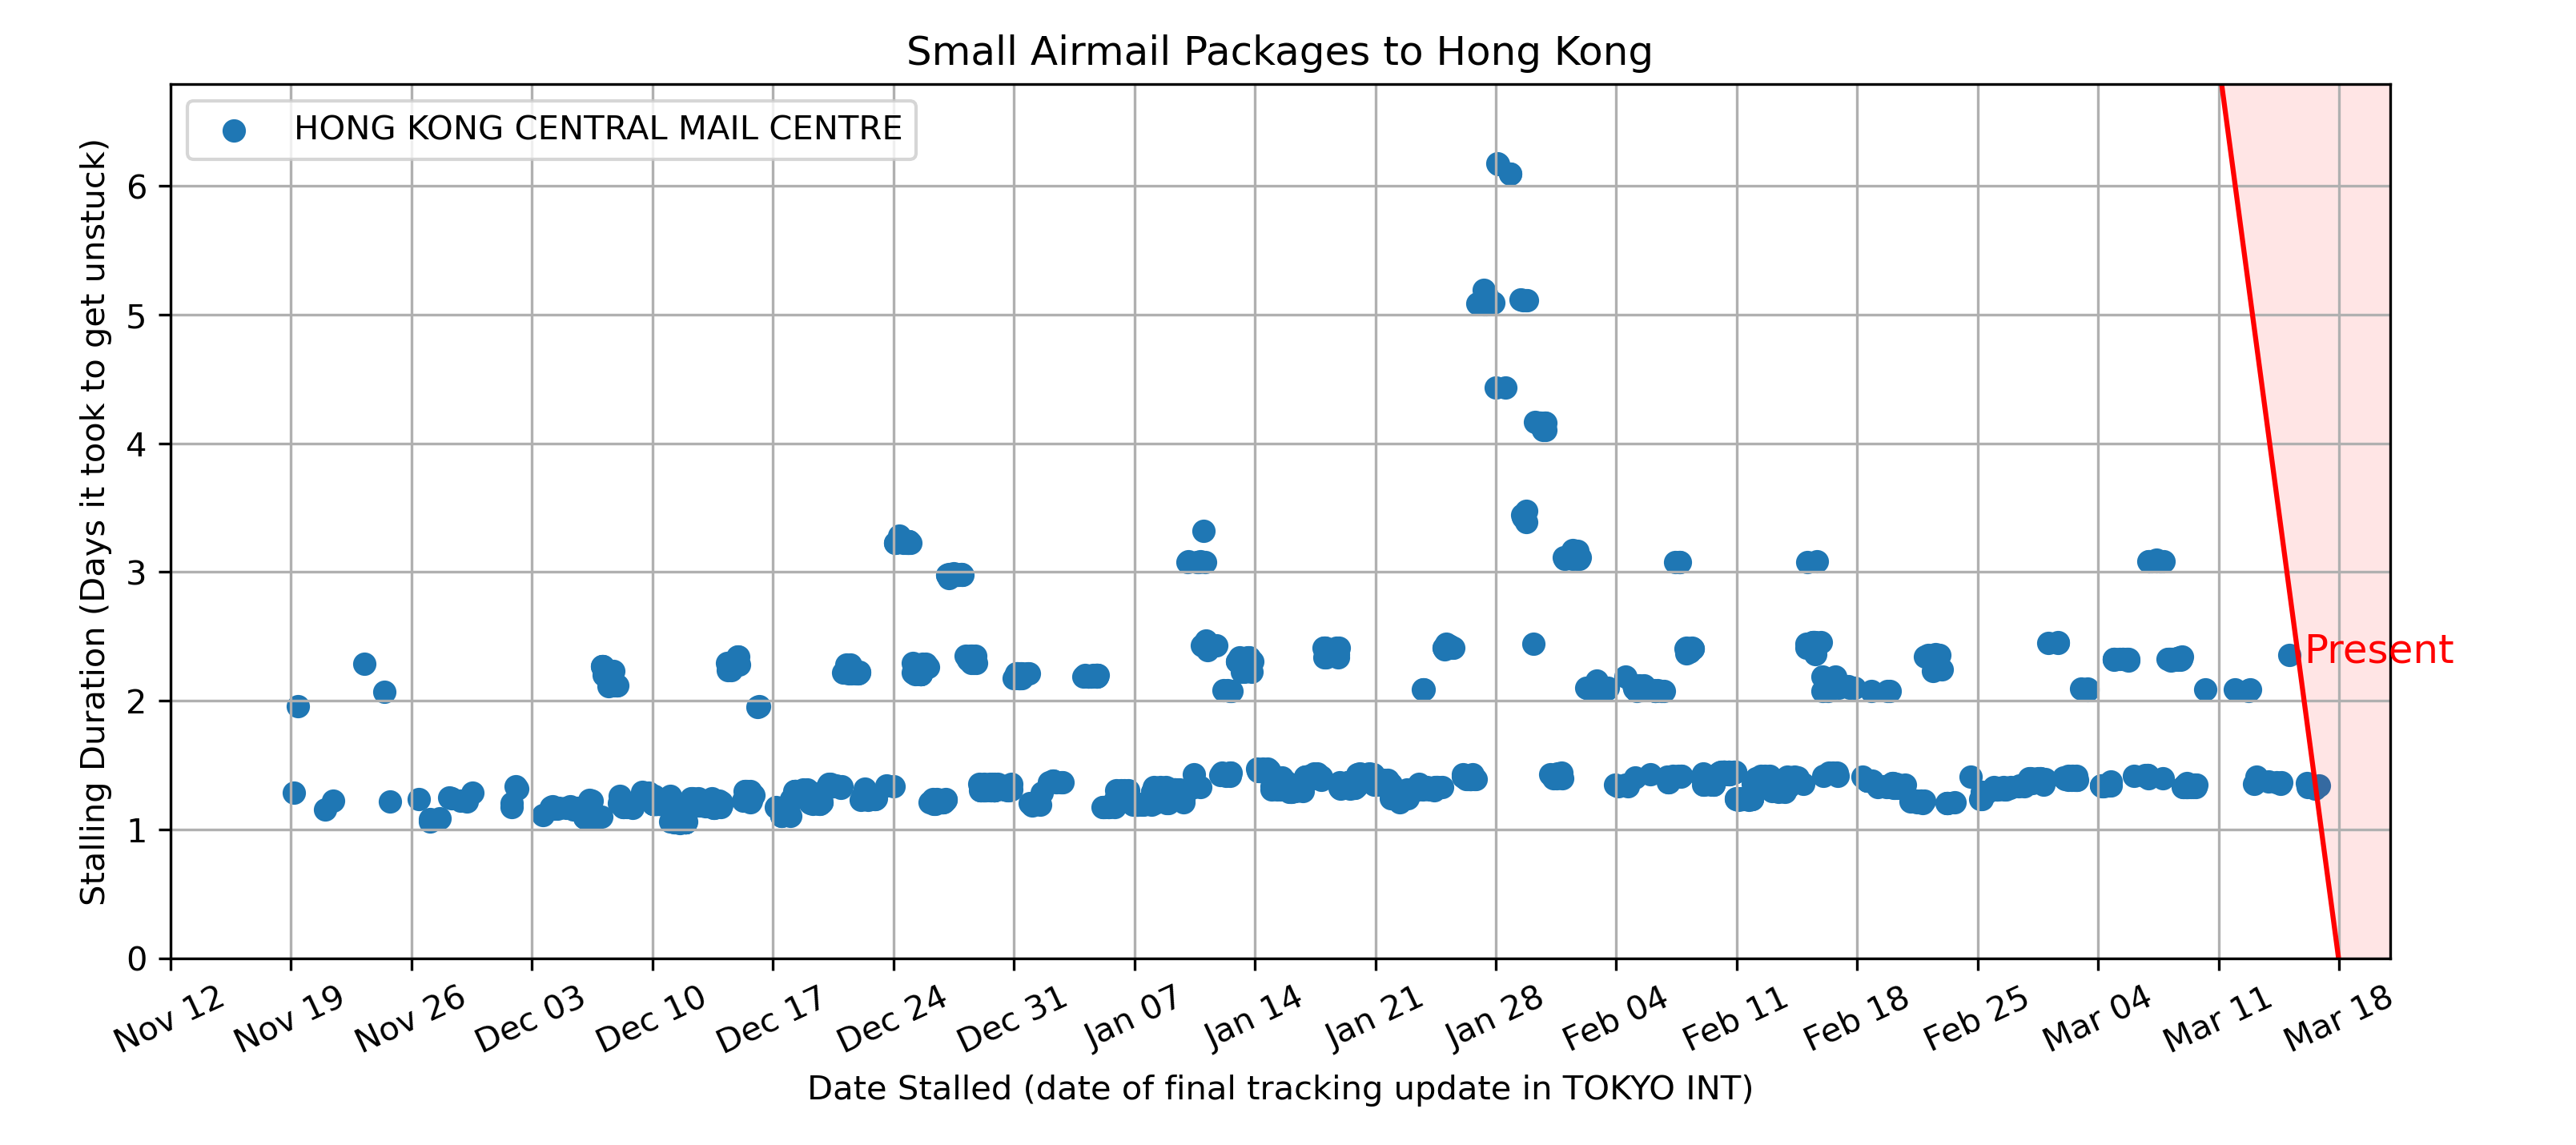 Small Airmail Packages to Hong Kong
HONG KONG CENTRAL MAIL CENTRE
Stalling Duration (Days it took to get unstuck)
6
5
4
3
2
1
0
Present
Nov 12
Nov 19
Nov 26
Dec 03
Dec 10
Dec 17
Dec 24
Dec 31
Jan 07
Jan 14
Jan 21
Jan 28
Feb 04
Feb 11
Feb 18
Feb 25
Mar 04
Mar 11
Mar 18
Date Stalled (date of final tracking update in TOKYO INT)